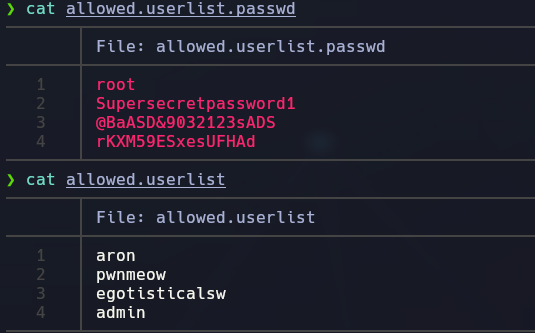 ❯ cat allowed.userlist.passwd
File: allowed.userlist.passwd
1 root
2 Supersecretpassword1
3 @BaASD&9032123sADS
4 rKXM59ESxesUFHAd
❯ cat allowed.userlist
File: allowed.userlist
1 aron
2 pwnmeow
3 egotisticalsw
4 admin